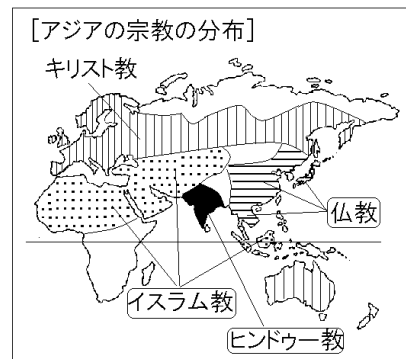 [アジアの宗教の分布]
キリスト教
仏教
イスラム教
ヒンドゥー教